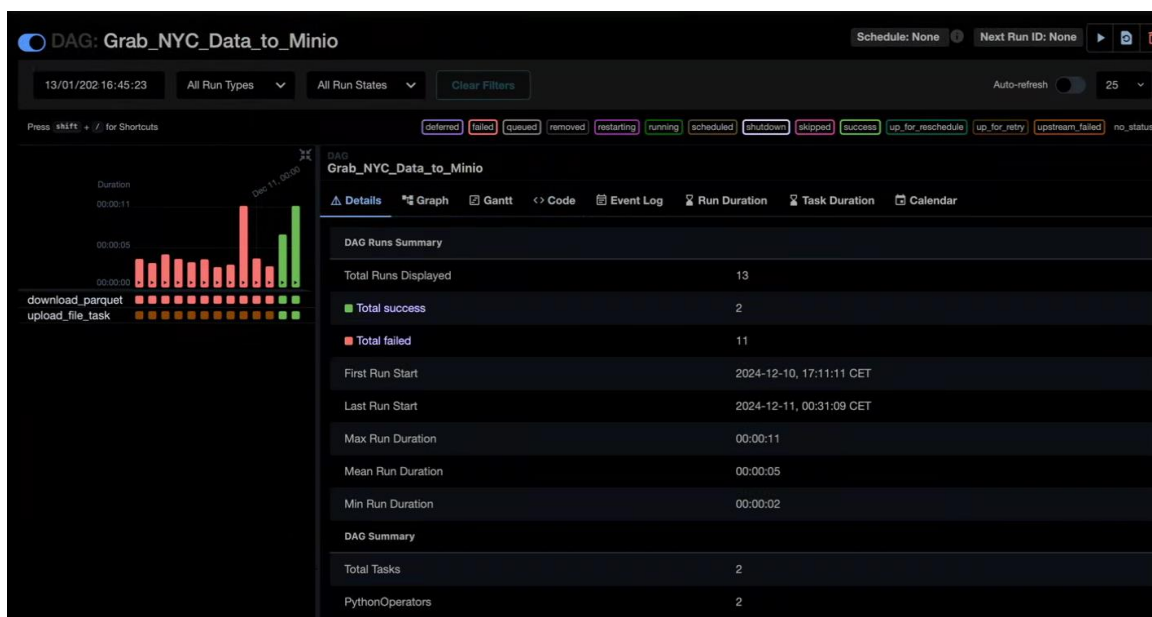 DAG: Grab_NYC_Data_to_Minio
Schedule: None
Next Run ID: None
13/01/202 16:45:23
All Run Types
All Run States
Clear Filters
Auto-refresh
25
Press shift + / for Shortcuts
deferred failed queued removed restarting running scheduled shutdown skipped success up_for_reschedule up_for_retry upstream_failed no_status
DAG
Grab_NYC_Data_to_Minio
Details Graph Gantt Code Event Log Run Duration Task Duration Calendar
Duration
Dec 11, 00:00
00:00:11
00:00:05
00:00:00
download_parquet
upload_file_task
DAG Runs Summary
Total Runs Displayed 13
Total success 2
Total failed 11
First Run Start 2024-12-10, 17:11:11 CET
Last Run Start 2024-12-11, 00:31:09 CET
Max Run Duration 00:00:11
Mean Run Duration 00:00:05
Min Run Duration 00:00:02
DAG Summary
Total Tasks 2
PythonOperators 2